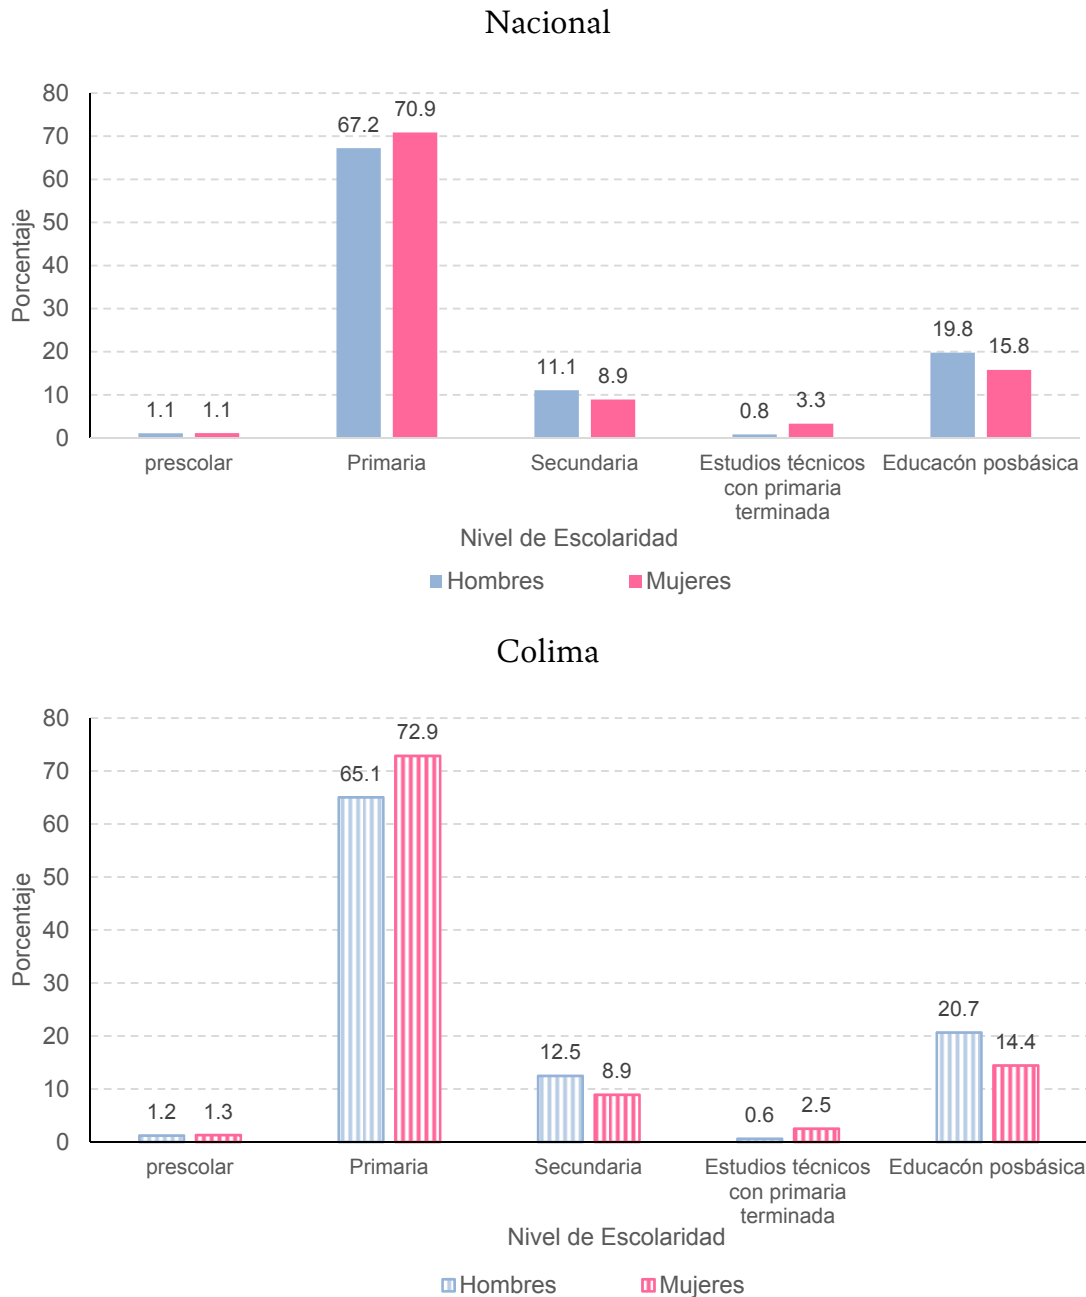 Nacional
80
70
60
50
40
30
20
10
0
Porcentaje
67.2 70.9
19.8 15.8
11.1 8.9
0.8 3.3
1.1 1.1
prescolar Primaria Secundaria Estudios técnicos Educacón posbásica
con primaria
terminada
Nivel de Escolaridad
Hombres Mujeres
Colima
80
70
60
50
40
30
20
10
0
Porcentaje
72.9
65.1
20.7 14.4
12.5 8.9
0.6 2.5
1.2 1.3
prescolar Primaria Secundaria Estudios técnicos Educacón posbásica
con primaria
terminada
Nivel de Escolaridad
Hombres Mujeres